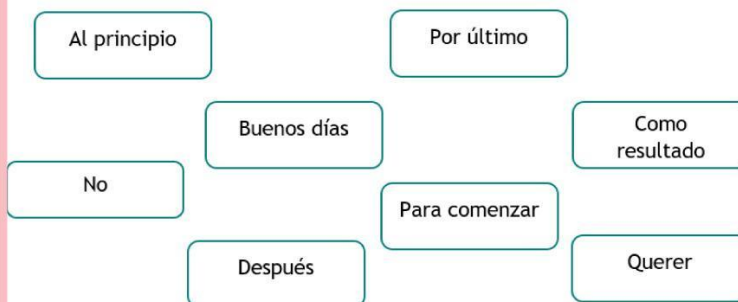 Al principio
Por último
Buenos días
Como
resultado
No
Para comenzar
Después
Querer